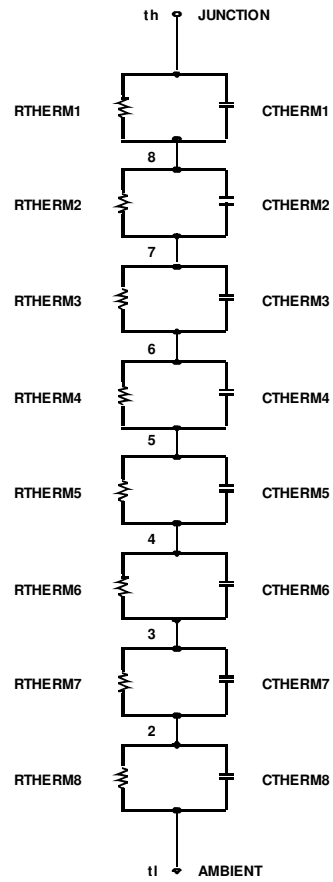 th JUNCTION
RTHERM1 CTHERM1
8
RTHERM2 CTHERM2
7
RTHERM3 CTHERM3
6
RTHERM4 CTHERM4
5
RTHERM5 CTHERM5
4
RTHERM6 CTHERM6
3
RTHERM7 CTHERM7
2
RTHERM8 CTHERM8
tl AMBIENT